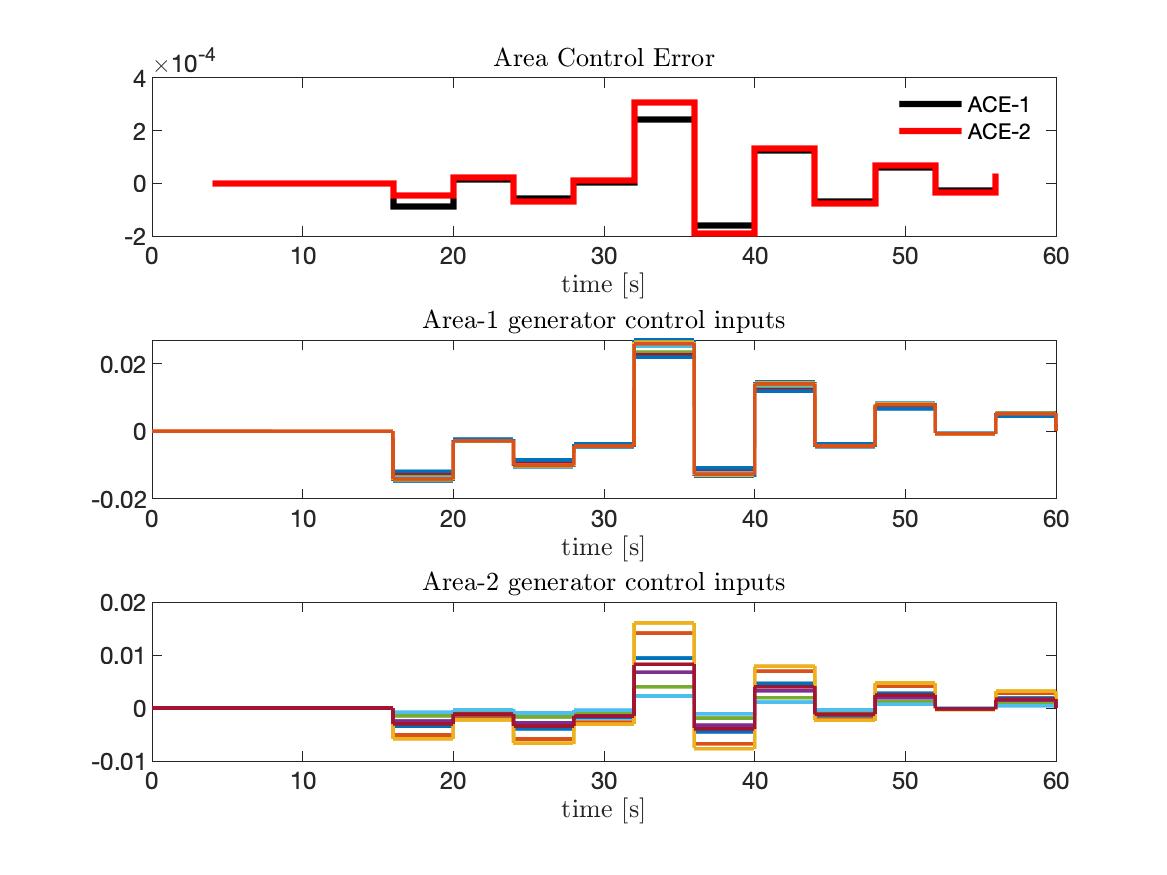 Area Control Error
×10-4
4
2
0
-2
ACE-1
ACE-2
0 10 20 30 40 50 60
time [s]
Area-1 generator control inputs
0.02
0
-0.02
0 10 20 30 40 50 60
time [s]
Area-2 generator control inputs
0.02
0.01
0
-0.01
0 10 20 30 40 50 60
time [s]